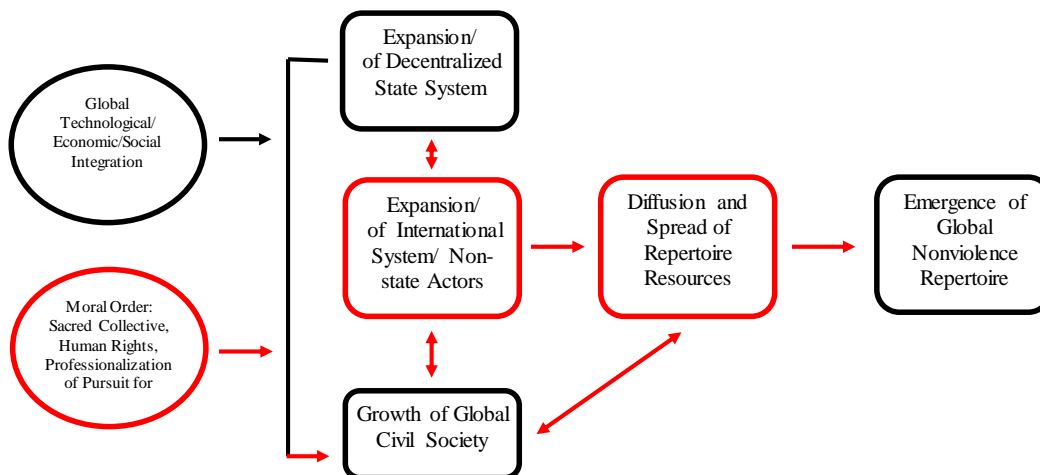 Expansion/
of Decentralized
State System
Global
Technological/
Economic/Social
Integration
Expansion/
of International
System/ Non-
state Actors
Diffusion and
Spread of
Repertoire
Resources
Emergence of
Global
Nonviolence
Repertoire
Moral Order:
Sacred Collective,
Human Rights,
Professionalization
of Pursuit for
Growth of Global
Civil Society